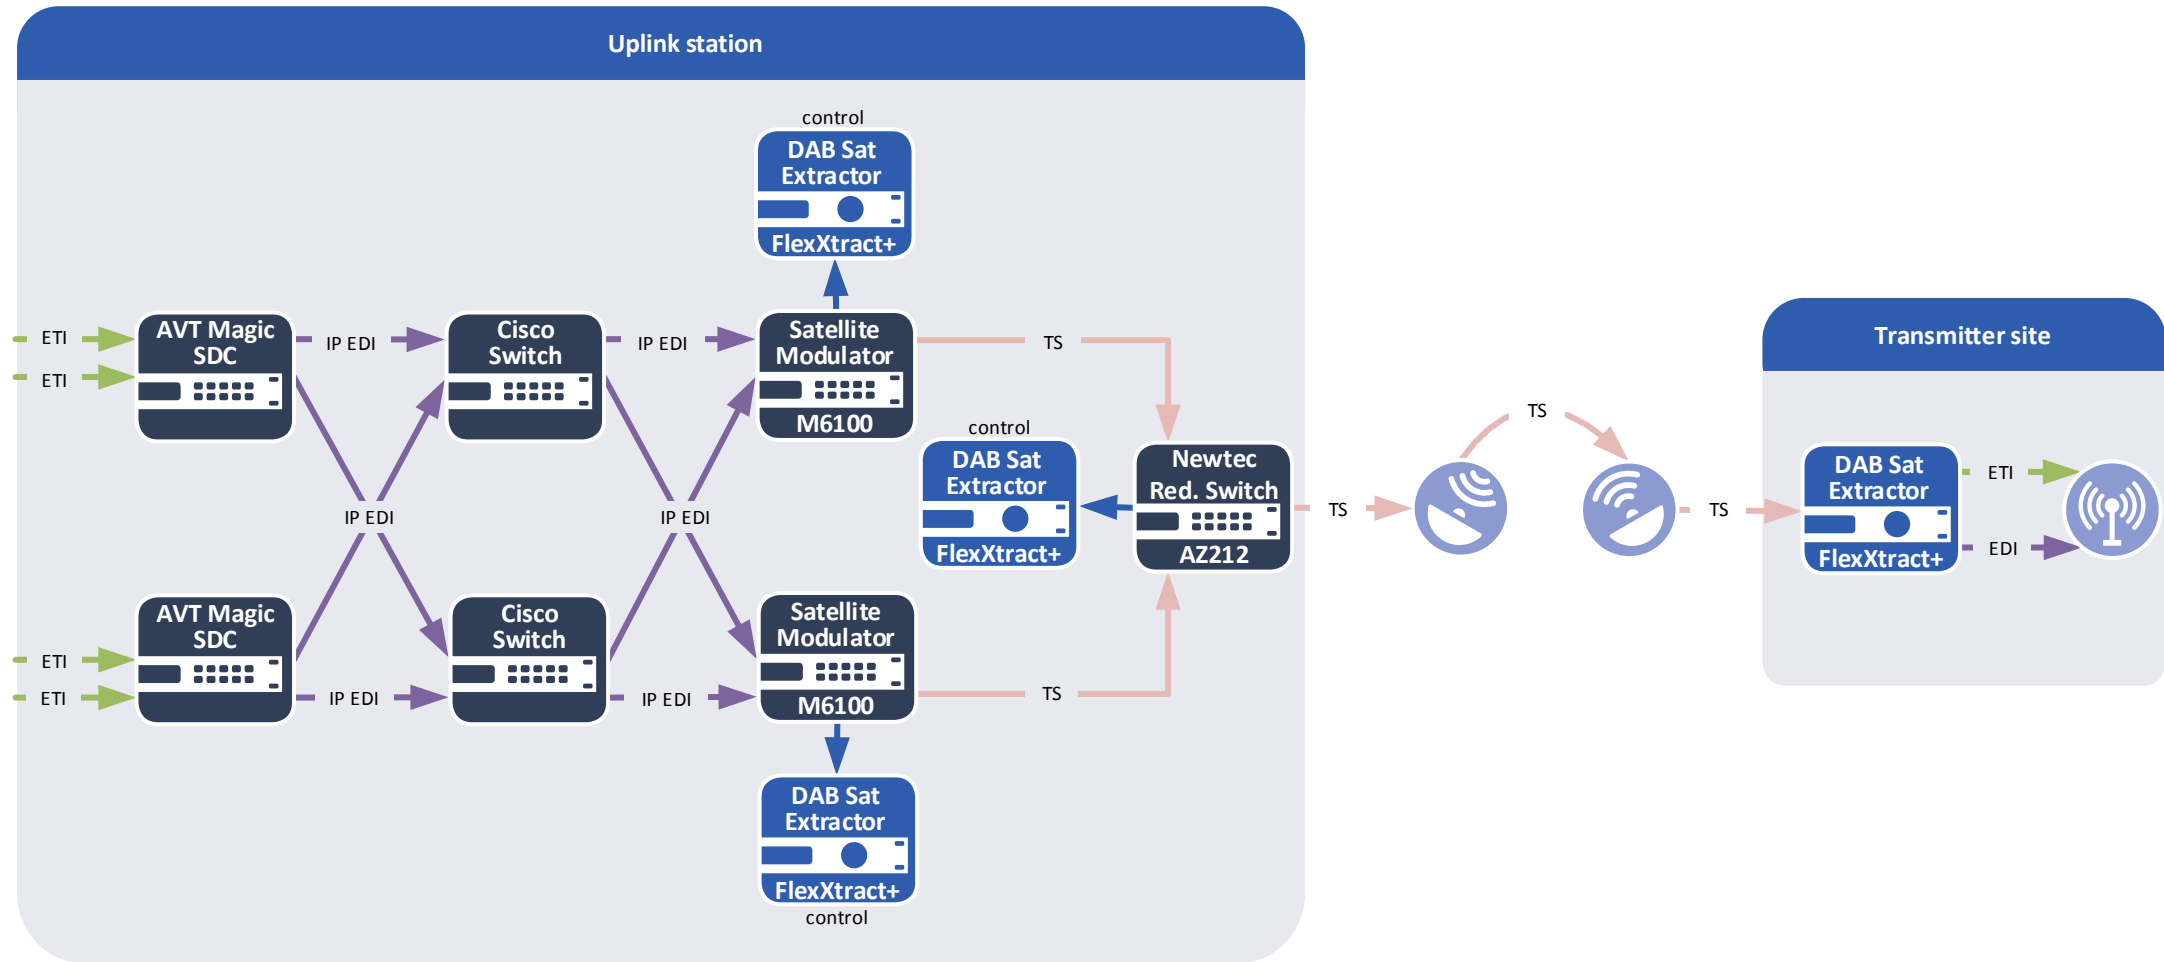 Uplink station
control
DAB Sat
Extractor
FlexXtract+
ETI
ETI
AVT Magic
SDC
IP EDI
Cisco
Switch
IP EDI
Satellite
Modulator
M6100
TS
Transmitter site
TS
control
DAB Sat
Extractor
FlexXtract+
Newtec
Red. Switch
AZ212
TS
TS
DAB Sat
Extractor
FlexXtract+
ETI
EDI
IP EDI
IP EDI
ETI
ETI
AVT Magic
SDC
IP EDI
Cisco
Switch
IP EDI
Satellite
Modulator
M6100
TS
DAB Sat
Extractor
FlexXtract+
control